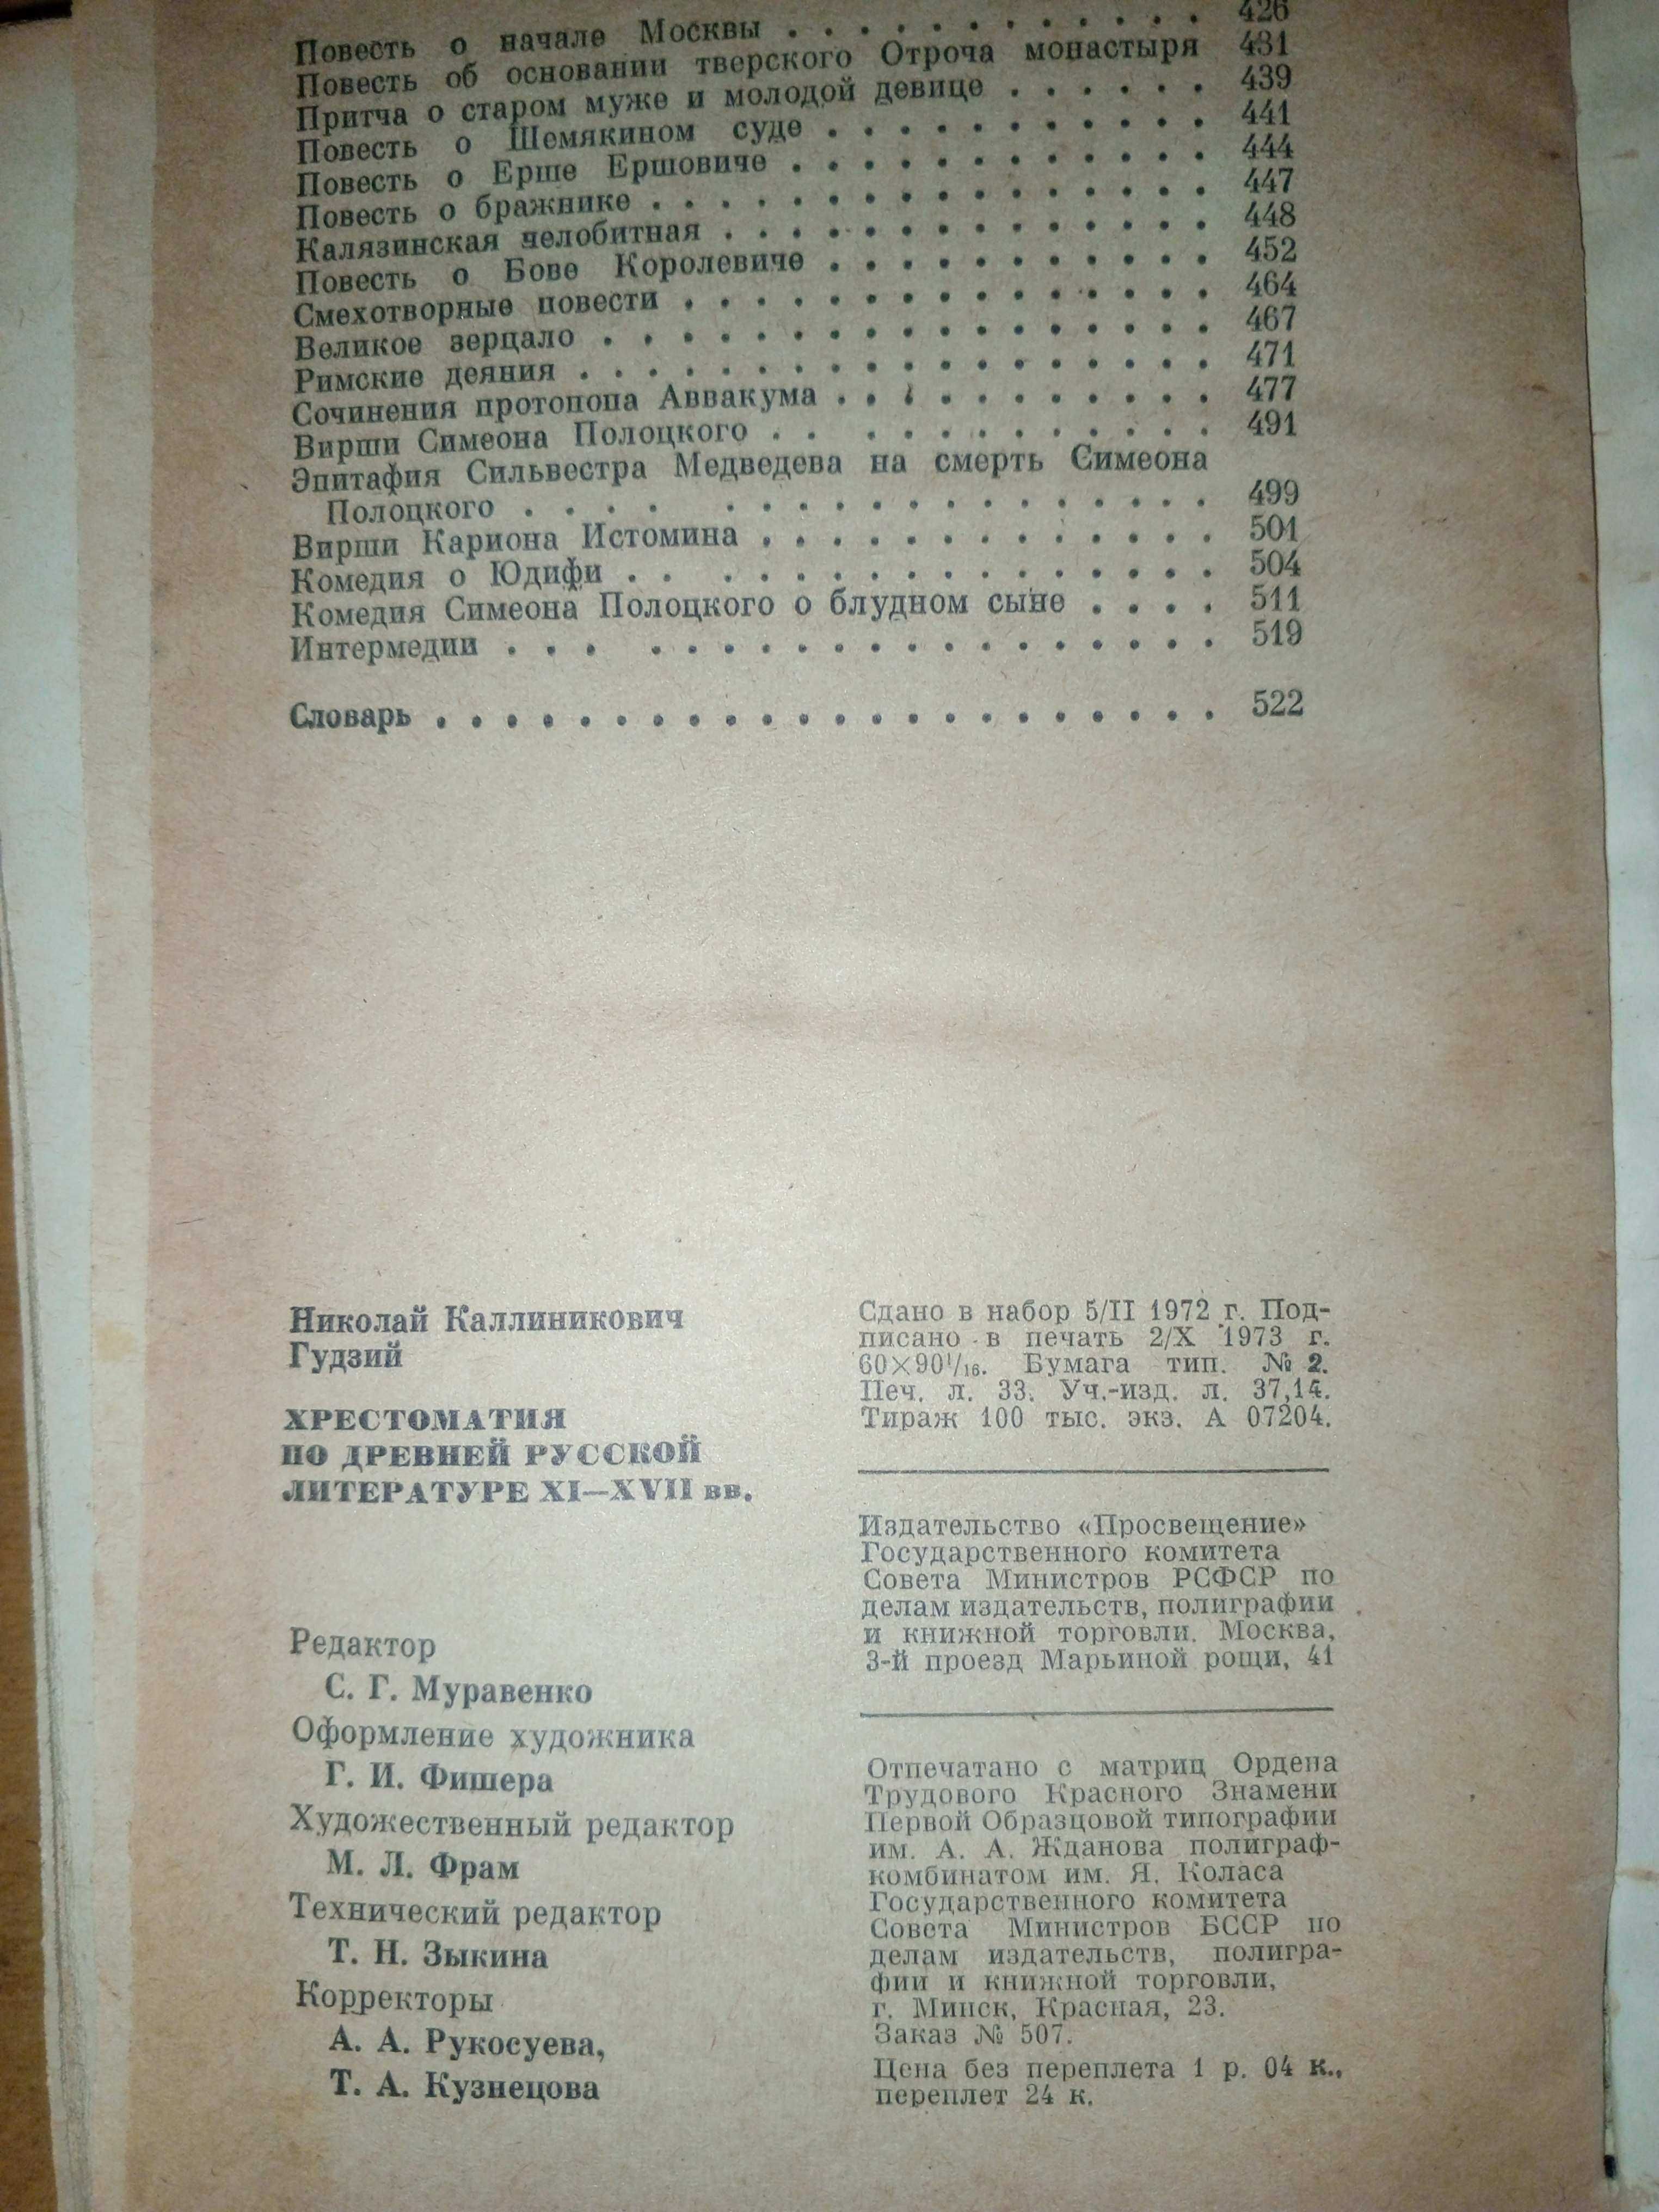 Повесть о начале Москвы . . . . . . . . . . . . 426
Повесть об основании тверского Отроча монастыря 431
Притча о старом муже и молодой девице . . . . . . 439
Повесть о Шемякином суде . . . . . . . . . . . 441
Повесть о Ерше Ершовиче . . . . . . . . . . . . 444
Повесть о бражнике . . . . . . . . . . . . . . . . 447
Калязинская челобитная . . . . . . . . . . . . . . 448
Повесть о Бове Королевиче . . . . . . . . . . . 452
Смехотворные повести . . . . . . . . . . . . . . . 464
Великое зерцало . . . . . . . . . . . . . . . . . 467
Римские деяния . . . . . . . . . . . . . . . . . . 471
Сочинения протопопа Аввакума . . . . . . . . . . . 477
Вирши Симеона Полоцкого . . . . . . . . . . . . 491
Эпитафия Сильвестра Медведева на смерть Симеона
Полоцкого . . . . . . . . . . . . . . . . . . 499
Вирши Кариона Истомина . . . . . . . . . . . . . 501
Комедия о Юдифи . . . . . . . . . . . . . . . . 504
Комедия Симеона Полоцкого о блудном сыне . . . . 511
Интермедии . . . . . . . . . . . . . . . . . . . 519
Словарь . . . . . . . . . . . . . . . . . . . . . . 522
Николай Каллиникович
Гудзий
ХРЕСТОМАТИЯ
ПО ДРЕВНЕЙ РУССКОЙ
ЛИТЕРАТУРЕ XI—XVII вв.
Редактор
С. Г. Муравенко
Оформление художника
Г. И. Фишера
Художественный редактор
М. Л. Фрам
Технический редактор
Т. Н. Зыкина
Корректоры
А. А. Рукосуева,
Т. А. Кузнецова
Сдано в набор 5/II 1972 г. Под-
писано в печать 2/X 1973 г.
60×90 1/16. Бумага тип. № 2.
Печ. л. 33. Уч.-изд. л. 37,14.
Тираж 100 тыс. экз. А 07204.
Издательство «Просвещение»
Государственного комитета
Совета Министров РСФСР по
делам издательств, полиграфии
и книжной торговли. Москва,
3-й проезд Марьиной рощи, 41
Отпечатано с матриц Ордена
Трудового Красного Знамени
Первой Образцовой типографии
им. А. А. Жданова полиграф-
комбинатом им. Я. Коласа
Государственного комитета
Совета Министров БССР по
делам издательств, полигра-
фии и книжной торговли,
г. Минск, Красная, 23.
Заказ № 507.
Цена без переплета 1 р. 04 к.,
переплет 24 к.